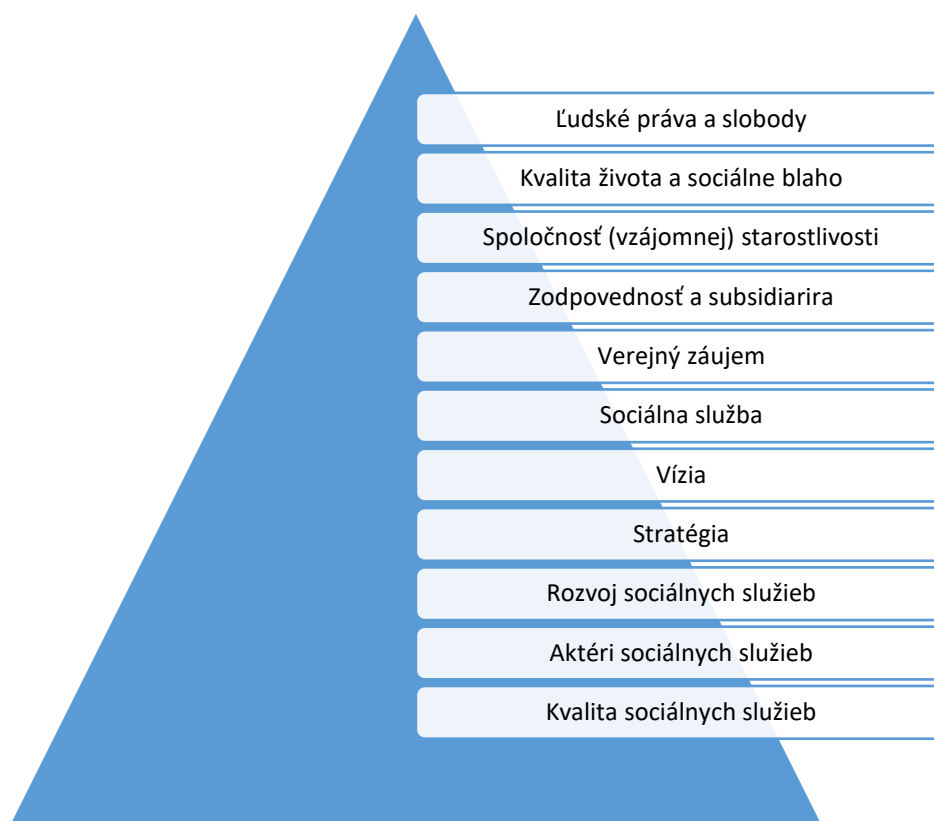 Ľudské práva a slobody
Kvalita života a sociálne blaho
Spoločnosť (vzájomnej) starostlivosti
Zodpovednosť a subsidiarira
Verejný záujem
Sociálna služba
Vízia
Stratégia
Rozvoj sociálnych služieb
Aktéri sociálnych služieb
Kvalita sociálnych služieb